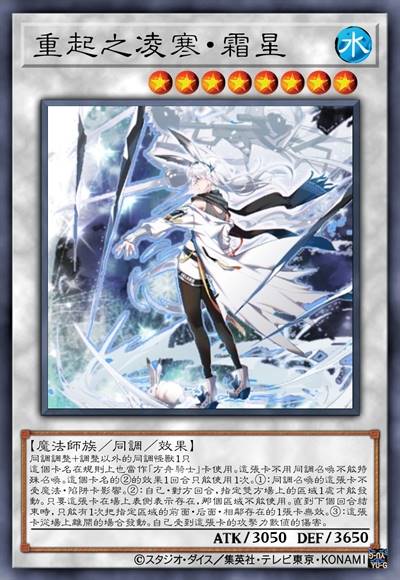 重起之凌寒・霜星
水
【魔法師族／同調／效果】
同調調整＋調整以外的同調怪獸1只
這個卡名在規則上也當作「方舟騎士」卡使用。這張卡不用同調召喚不能特
殊召喚。這個卡名的②的效果1回合只能使用1次。①：同調召喚的這張卡不
受魔法・陷阱卡影響。②：自己・對方回合，指定雙方場上的區域1處才能發
動。只要這張卡在場上表側表示存在，那個區域不能使用。直到下個回合結
束時，只能有1次把指定的區域的前面・后面・相鄰存在的1張卡無效。③：這張
卡從場上離開的場合發動。自己受到這張卡的攻擊力數值的傷害。
ATK/3050 DEF/3650
©スタジオ・ダイス／集英社・テレビ東京・KONAMI